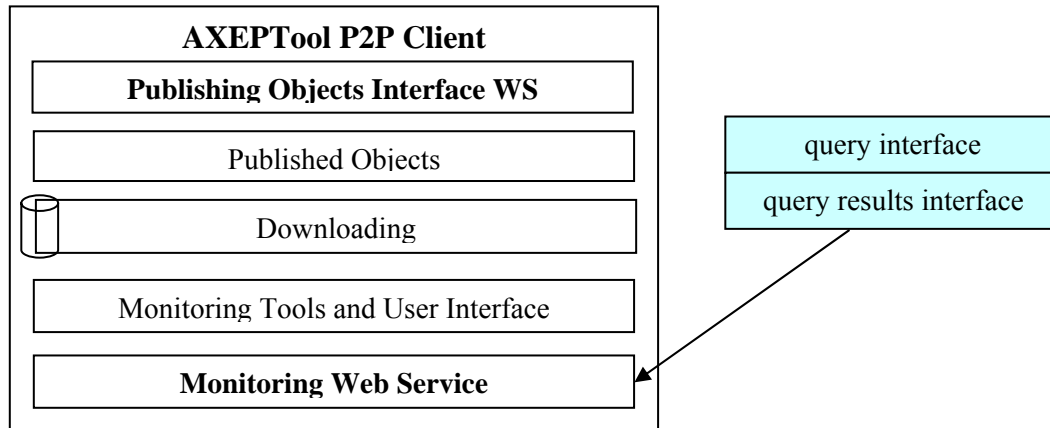 AXEPTool P2P Client
Publishing Objects Interface WS
Published Objects
Downloading
Monitoring Tools and User Interface
Monitoring Web Service
query interface
query results interface